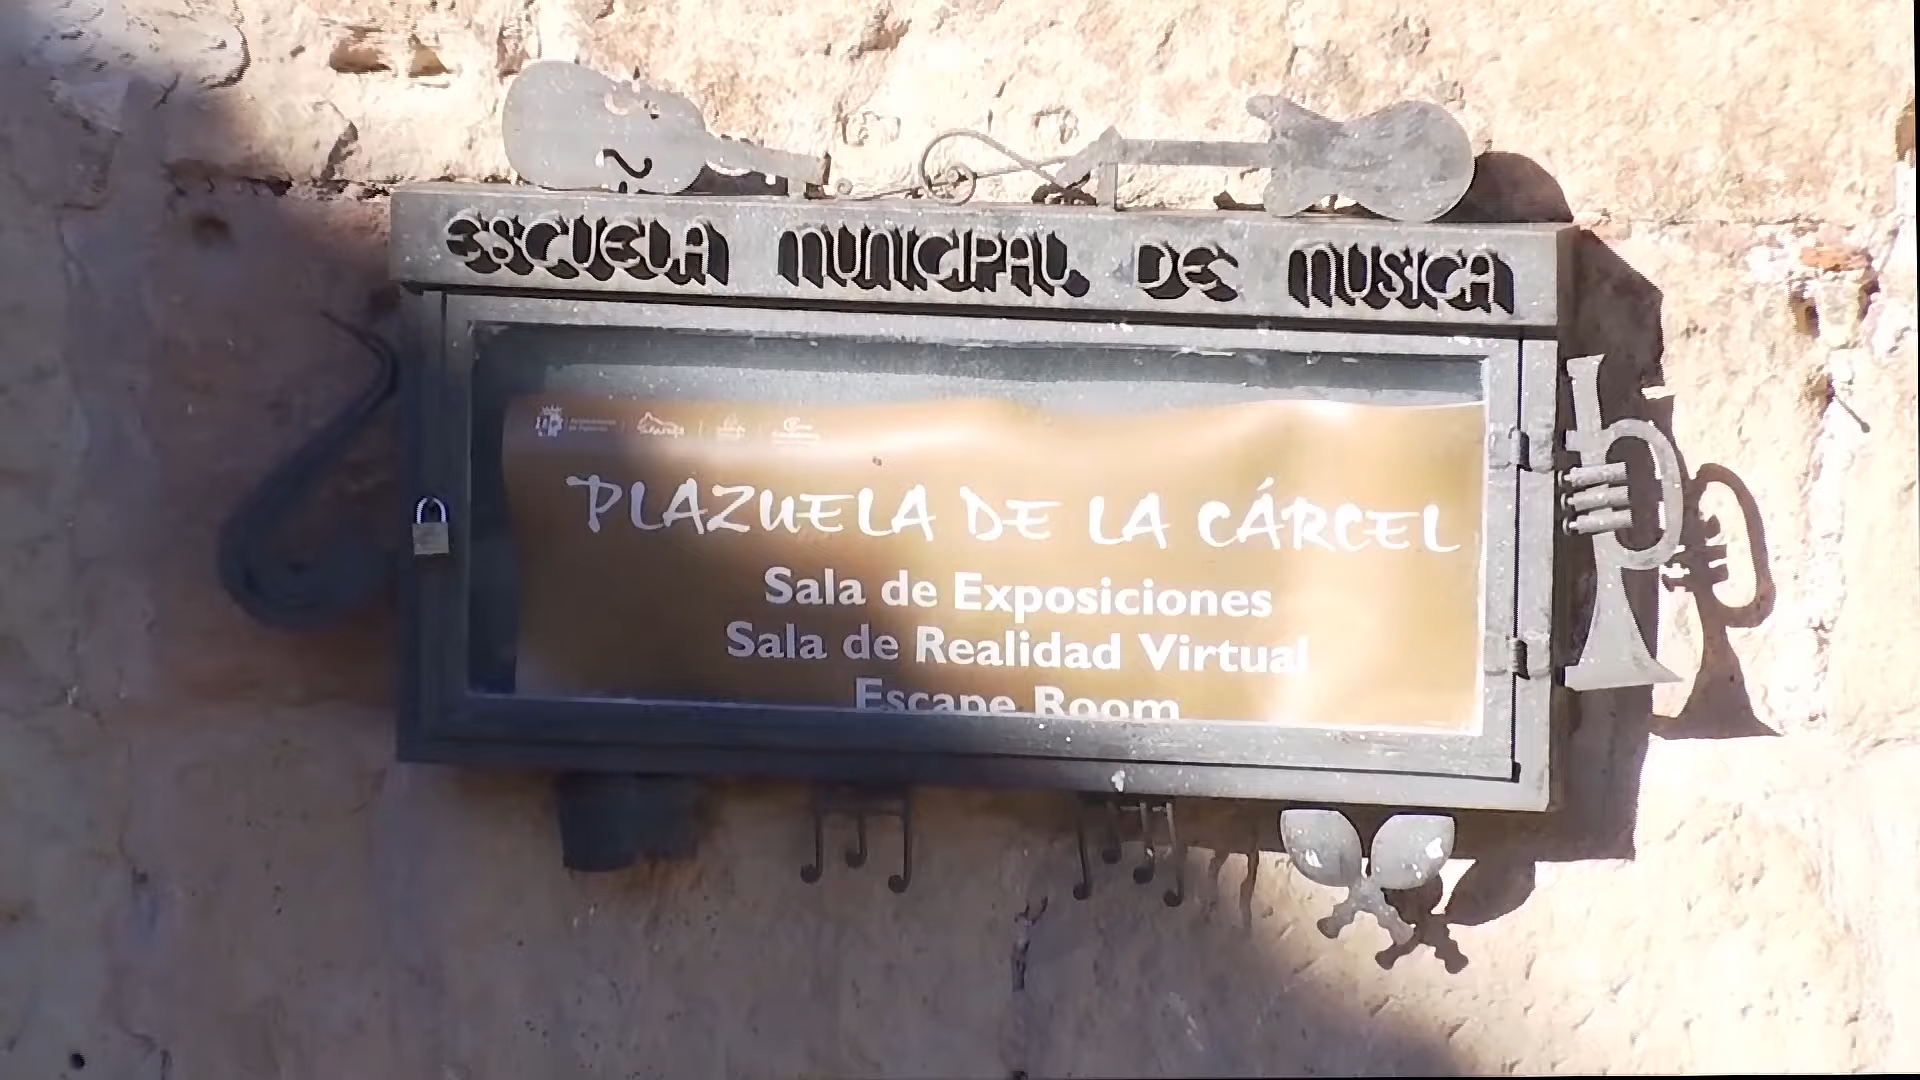 ESCUELA MUNICIPAL DE MUSICA
PLAZUELA DE LA CÁRCEL
Sala de Exposiciones
Sala de Realidad Virtual
Escape Room